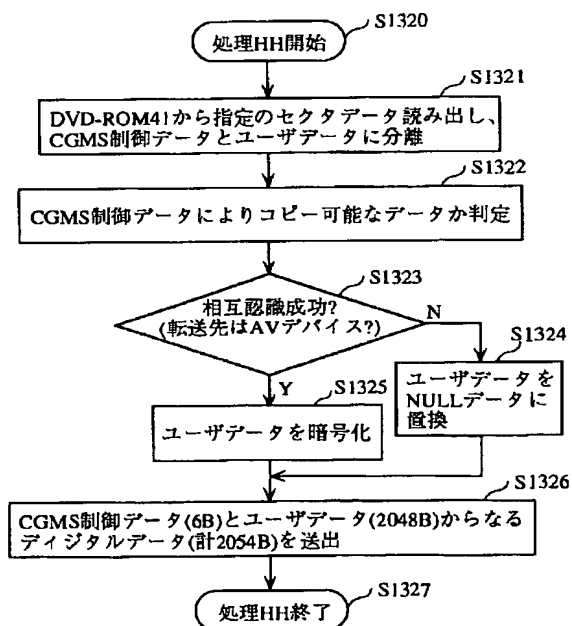 処理HH開始
S1320
S1321
DVD-ROM41から指定のセクタデータ読み出し、
CGMS制御データとユーザデータに分離
S1322
CGMS制御データによりコピー可能なデータか判定
S1323
相互認識成功?
(転送先はAVデバイス?)
N
S1324
ユーザデータを
NULLデータに
置換
Y
S1325
ユーザデータを暗号化
S1326
CGMS制御データ(6B)とユーザデータ(2048B)からなる
ディジタルデータ(計2054B)を送出
S1327
処理HH終了